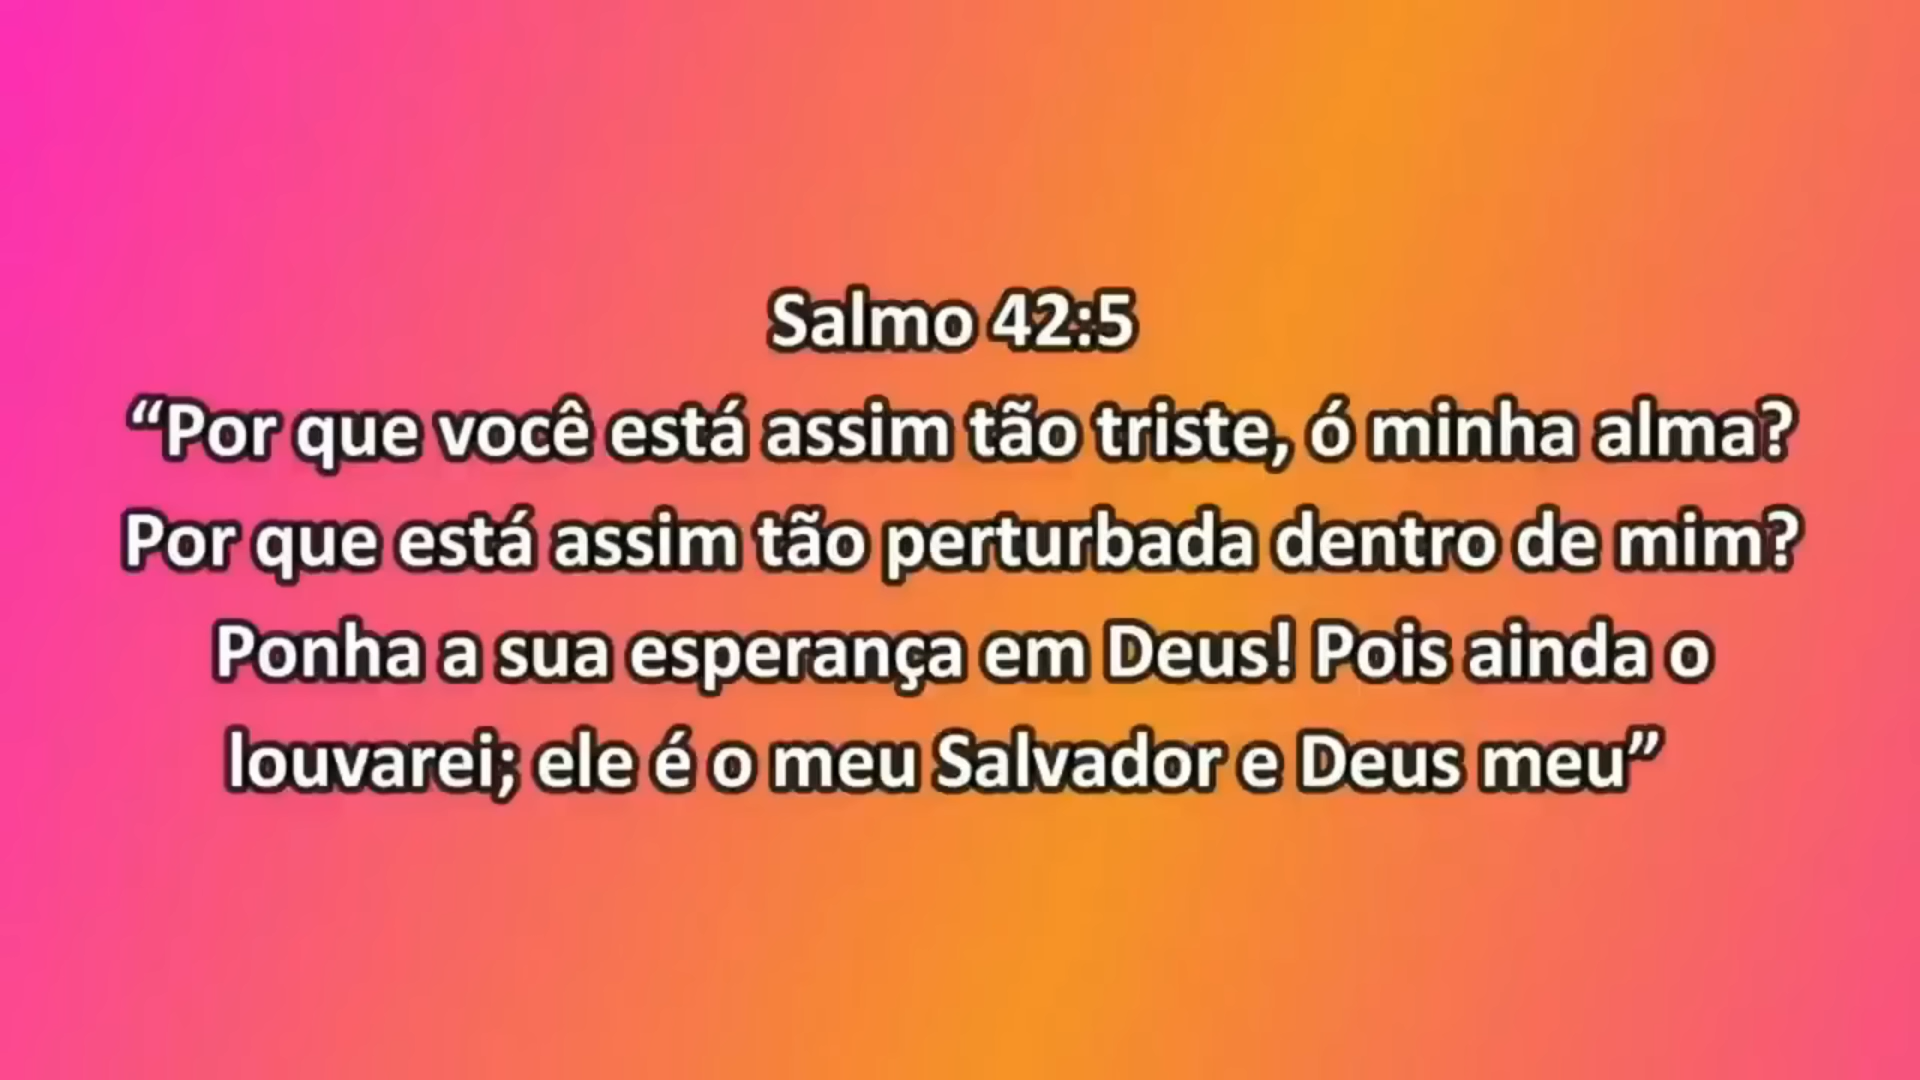 Salmo 42:5
“Por que você está assim tão triste, ó minha alma?
Por que está assim tão perturbada dentro de mim?
Ponha a sua esperança em Deus! Pois ainda o
louvarei; ele é o meu Salvador e Deus meu”